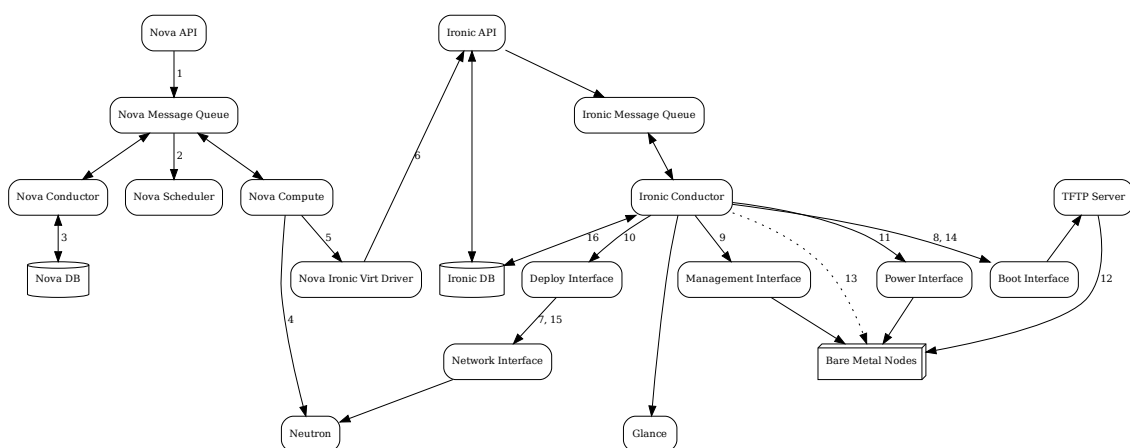 Nova API
Ironic API
1
Nova Message Queue
Ironic Message Queue
2
6
Nova Conductor
Nova Scheduler
Nova Compute
Ironic Conductor
TFTP Server
3
5
16
10
9
11
8, 14
Nova DB
Nova Ironic Virt Driver
Ironic DB
Deploy Interface
Management Interface
13
Power Interface
Boot Interface
12
4
7, 15
Network Interface
Bare Metal Nodes
Neutron
Glance